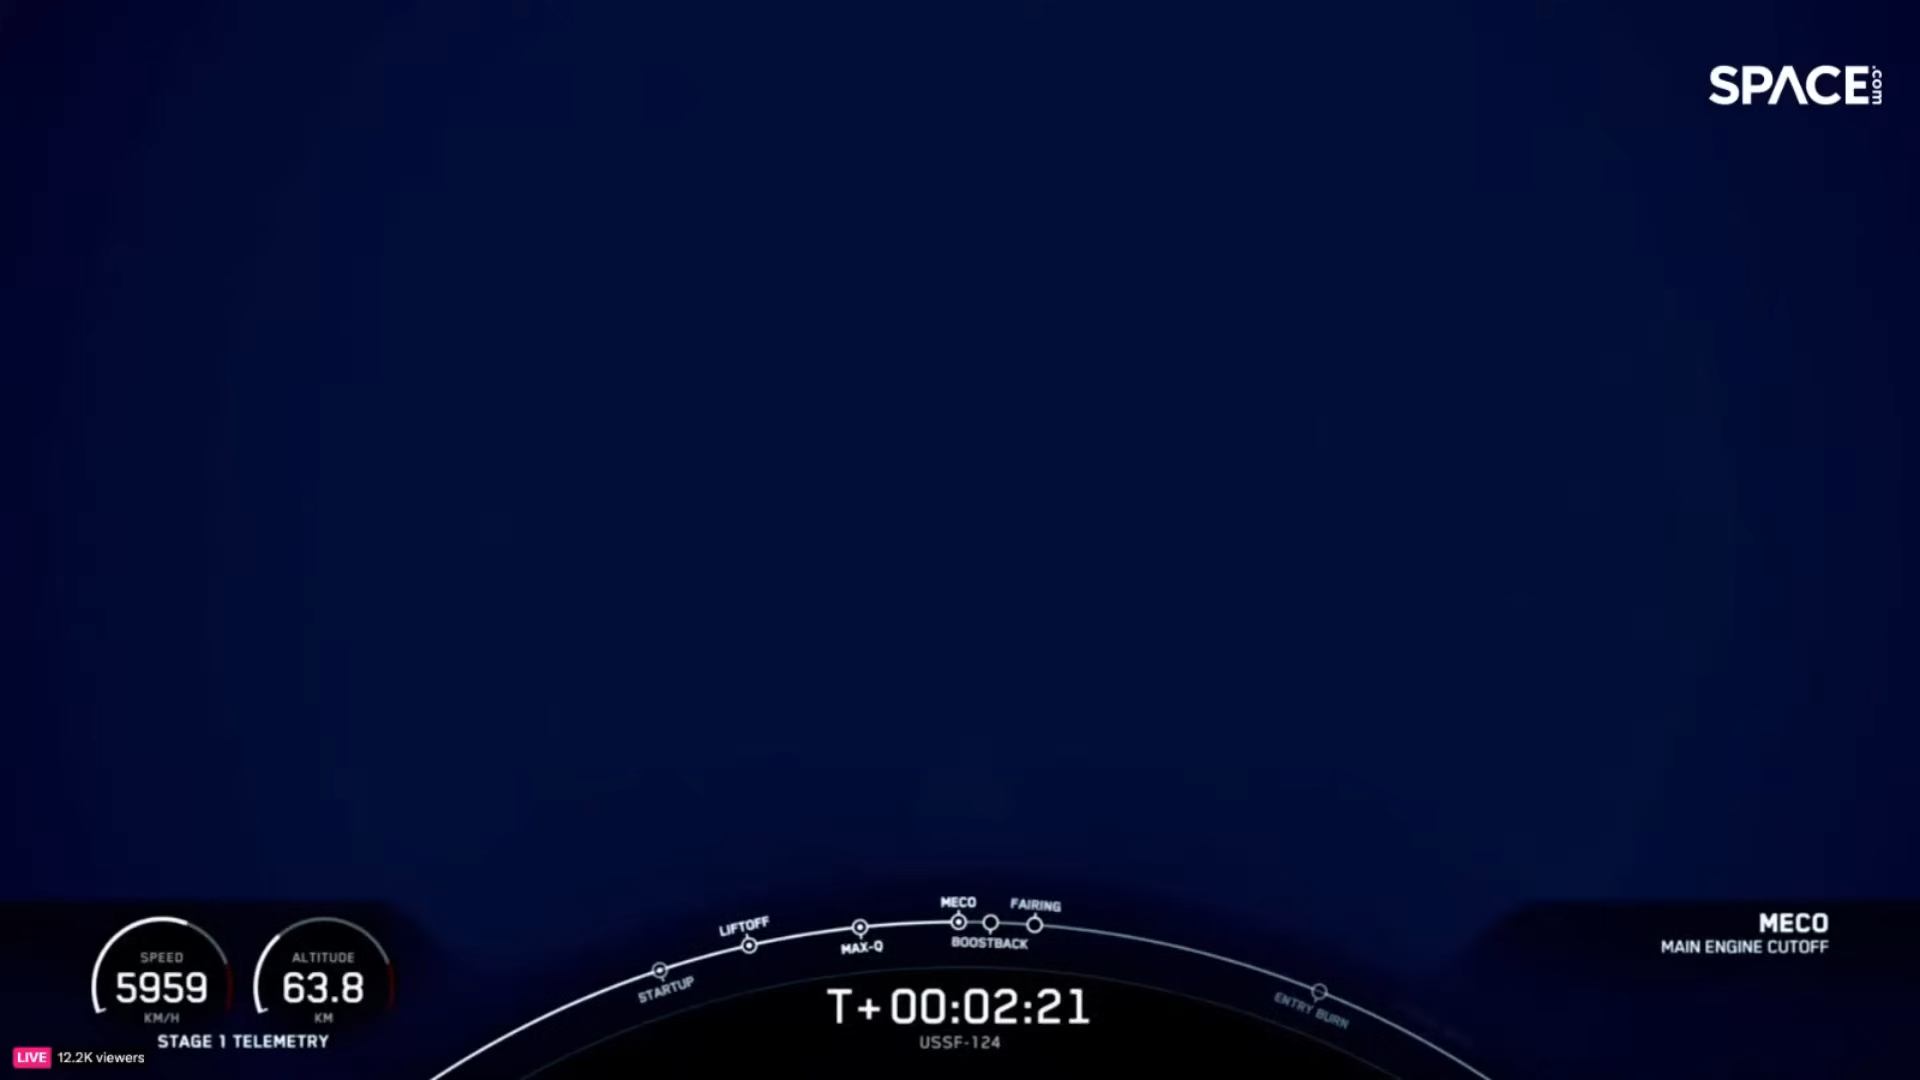 SPACE.com
MECO
FAIRING
LIFTOFF
MAX-Q
BOOSTBACK
STARTUP
ENTRY BURN
MECO
MAIN ENGINE CUTOFF
SPEED
5959
KM/H
ALTITUDE
63.8
KM
STAGE 1 TELEMETRY
T+00:02:21
USSF-124
LIVE 12.2K viewers